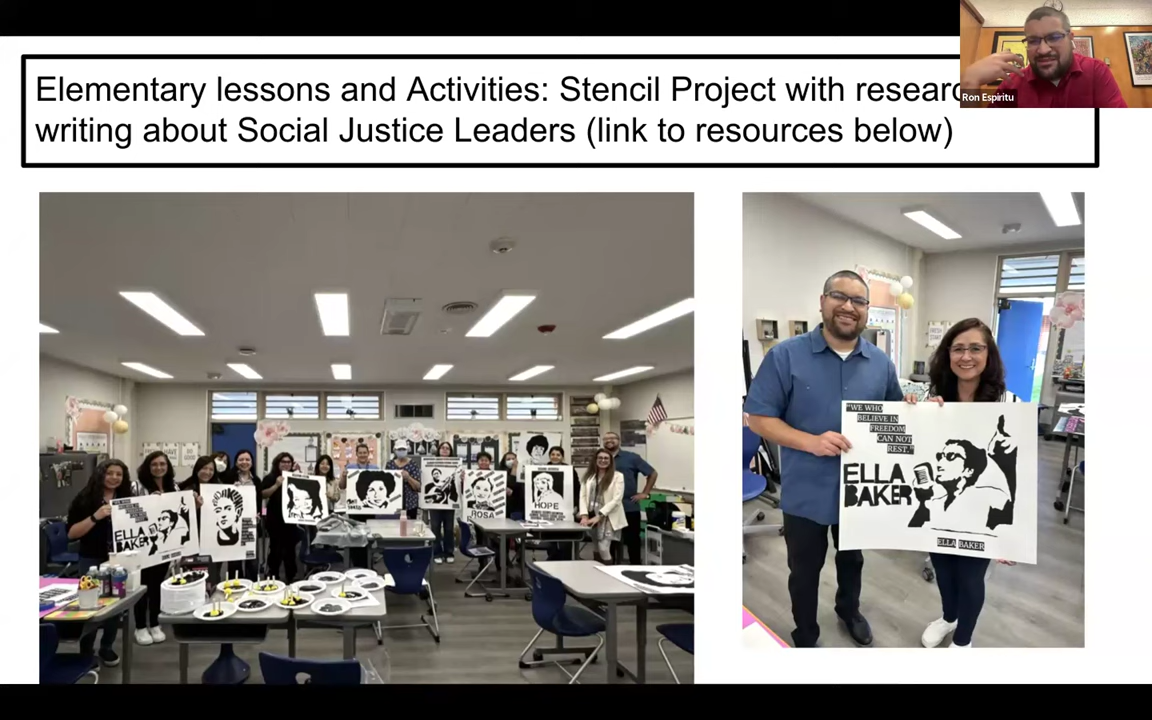 Elementary lessons and Activities: Stencil Project with researc
writing about Social Justice Leaders (link to resources below)
Ron Espiritu
ELLA
BAKER
ROSA
HOPE
"WE WHO
BELIEVE IN
FREEDOM
CAN NOT
REST."
ELLA
BAKER
ELLA BAKER